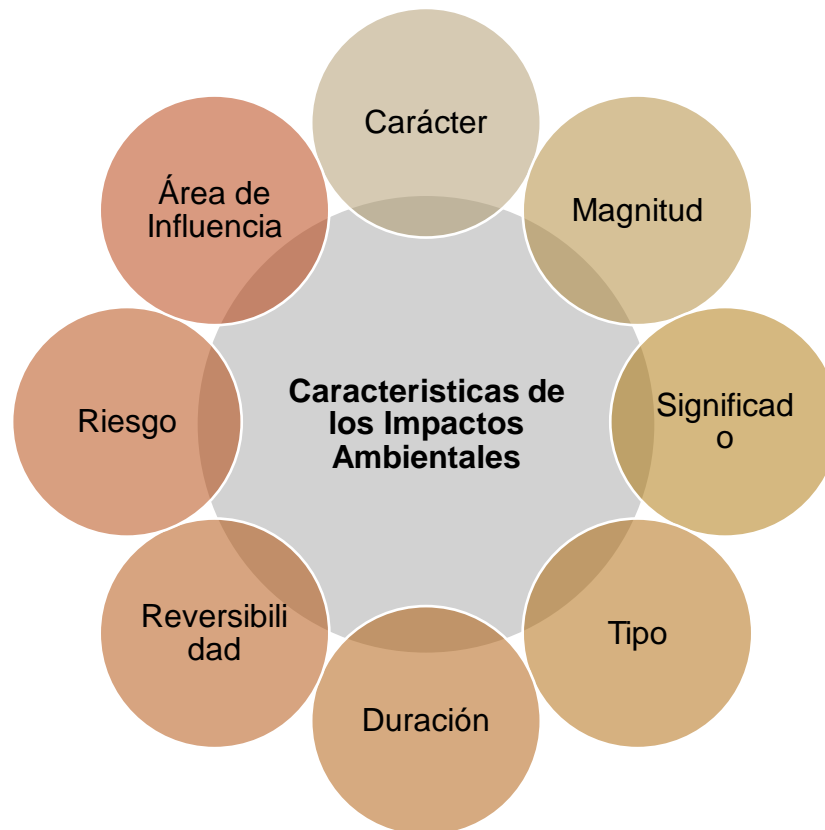 Carácter
Magnitud
Significad
o
Tipo
Duración
Reversibili
dad
Riesgo
Área de
Influencia
Caracteristicas de
los Impactos
Ambientales